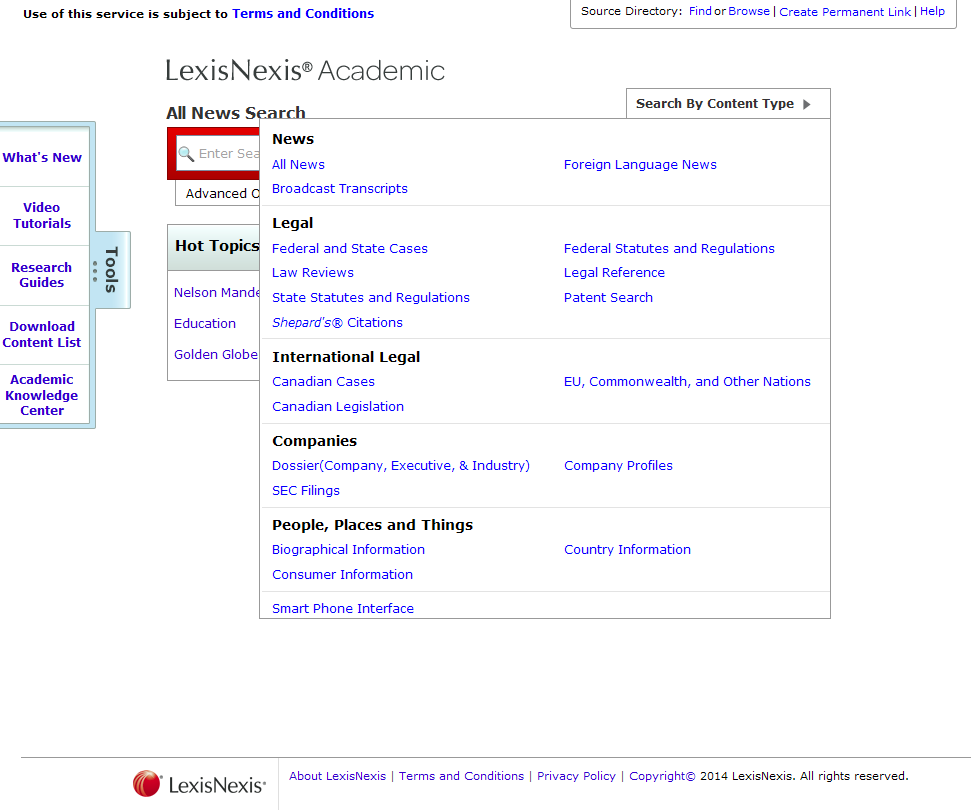 Use of this service is subject to Terms and Conditions
Source Directory: Find or Browse | Create Permanent Link | Help
LexisNexis® Academic
Search By Content Type
All News Search
Enter Sea
Advanced O
Hot Topics
Nelson Mande
Education
Golden Globe
What's New
Video
Tutorials
Research
Guides
Download
Content List
Academic
Knowledge
Center
Tools
News
All News
Foreign Language News
Broadcast Transcripts
Legal
Federal and State Cases
Federal Statutes and Regulations
Law Reviews
Legal Reference
State Statutes and Regulations
Patent Search
Shepard's® Citations
International Legal
Canadian Cases
EU, Commonwealth, and Other Nations
Canadian Legislation
Companies
Dossier(Company, Executive, & Industry)
Company Profiles
SEC Filings
People, Places and Things
Biographical Information
Country Information
Consumer Information
Smart Phone Interface
LexisNexis®
About LexisNexis | Terms and Conditions | Privacy Policy | Copyright© 2014 LexisNexis. All rights reserved.